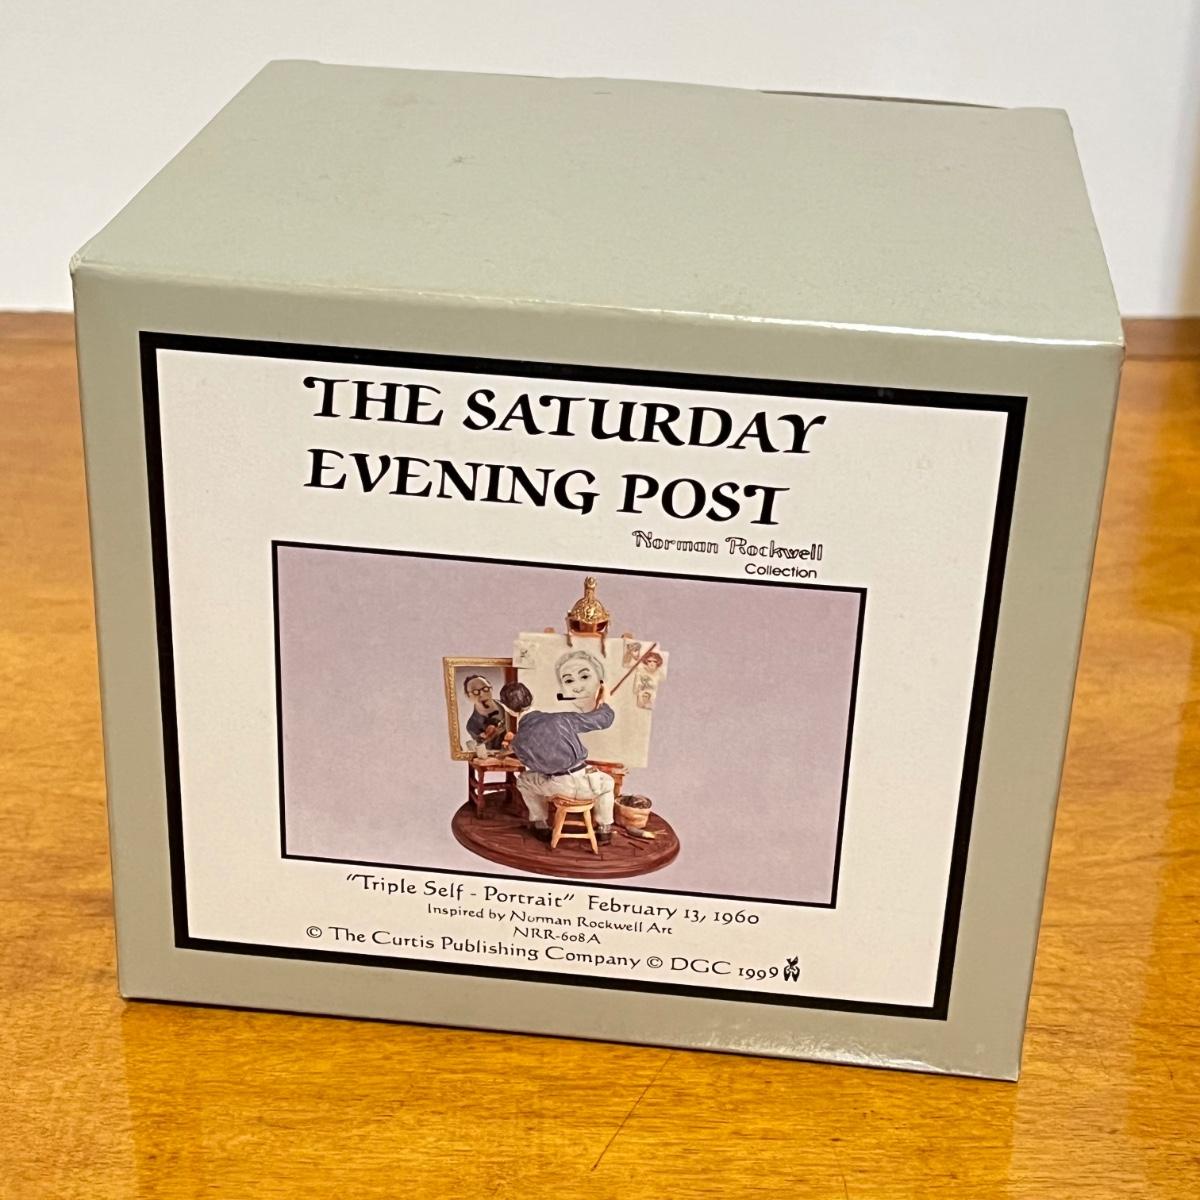 THE SATURDAY
EVENING POST
Norman Rockwell
Collection
"Triple Self - Portrait" February 13, 1960
Inspired by Norman Rockwell Art
NRR-608A
© The Curtis Publishing Company © DGC 1999